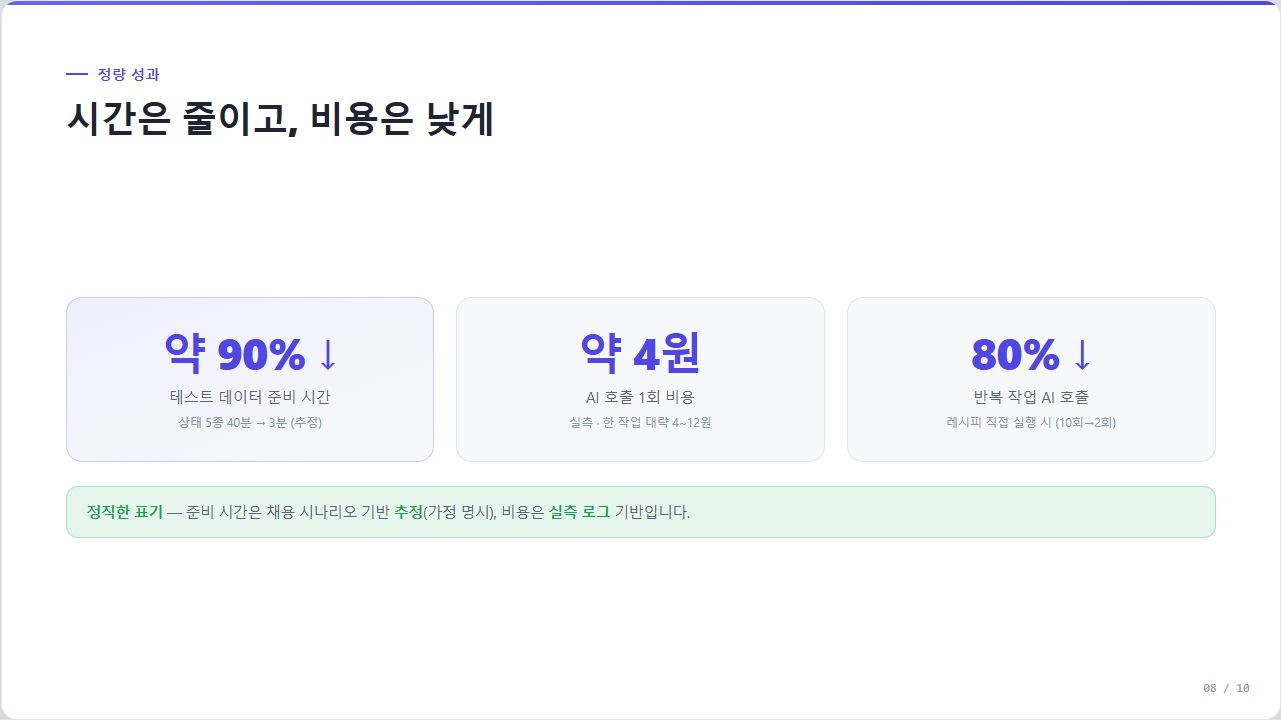 정량 성과
시간은 줄이고, 비용은 낮게
약 90% ↓
테스트 데이터 준비 시간
상태 5종 40분 → 3분 (추정)
약 4원
AI 호출 1회 비용
실측 · 한 작업 대략 4~12원
80% ↓
반복 작업 AI 호출
레시피 직접 실행 시 (10회→2회)
정직한 표기 — 준비 시간은 채용 시나리오 기반 추정(가정 명시), 비용은 실측 로그 기반입니다.
08 / 10